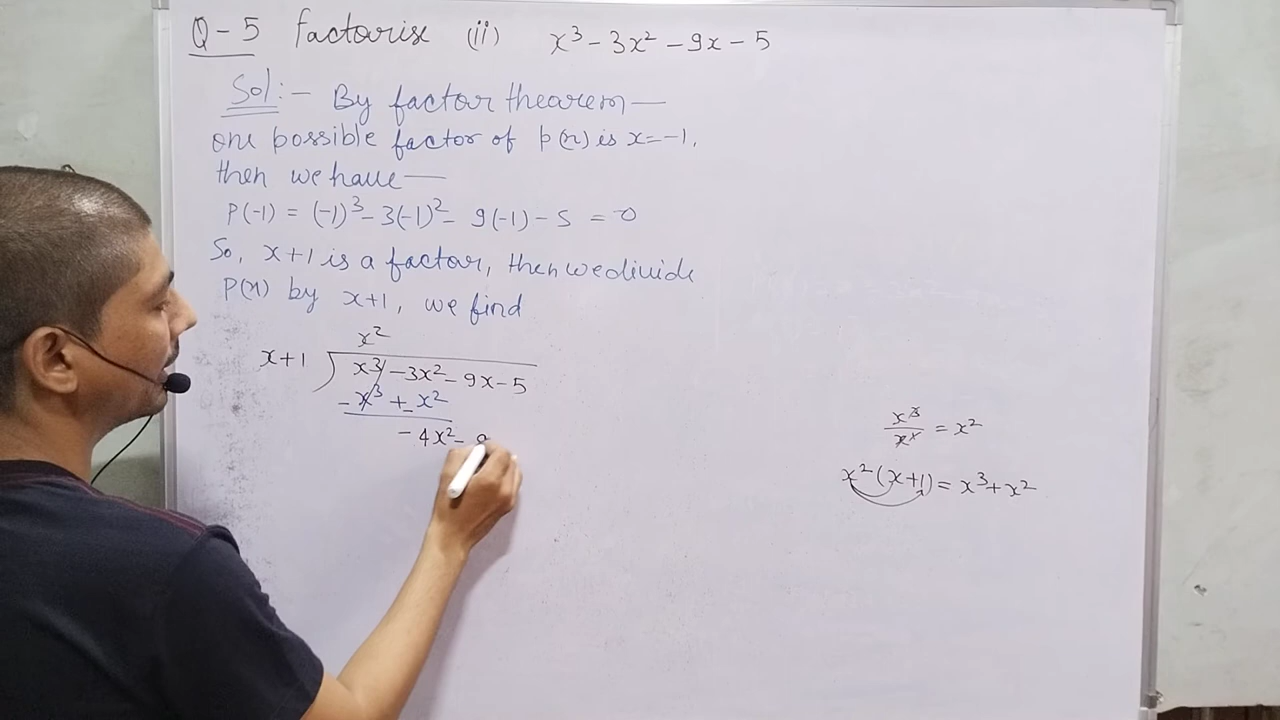 Q-5 factorise (ii) x³ - 3x² - 9x - 5
Sol:- By factor thearem—
one possible factor of p(x) is x=-1,
then we have—
P(-1) = (-1)³ - 3(-1)² - 9(-1) - 5 = 0
So, x+1 is a factor, then we divide
P(x) by x+1, we find
x²
x+1 ) x³ - 3x² - 9x - 5
- x³ + - x²
- 4x² - 9
x³/x = x²
x²(x+1) = x³+x²